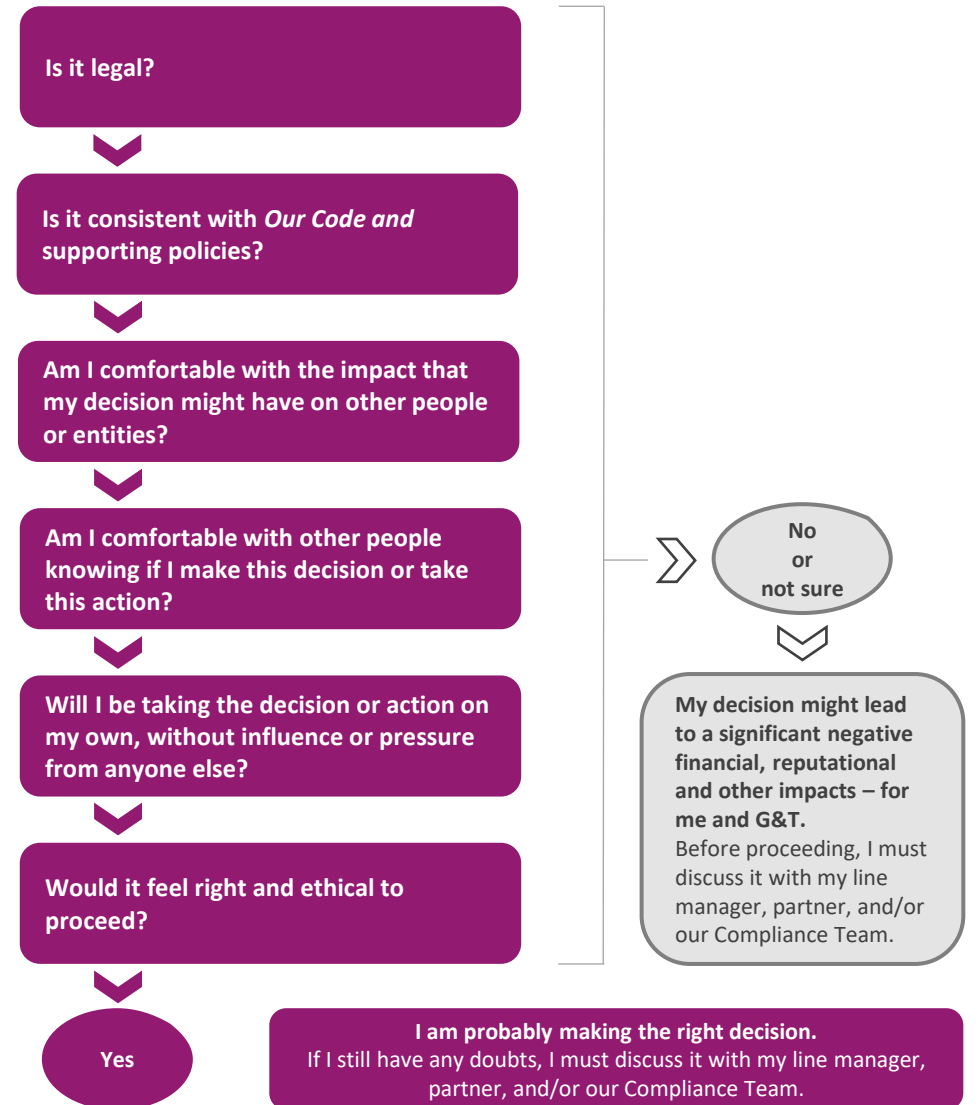 Is it legal?
Is it consistent with Our Code and
supporting policies?
Am I comfortable with the impact that
my decision might have on other people
or entities?
Am I comfortable with other people
knowing if I make this decision or take
this action?
Will I be taking the decision or action on
my own, without influence or pressure
from anyone else?
Would it feel right and ethical to
proceed?
Yes
No
or
not sure
My decision might lead
to a significant negative
financial, reputational
and other impacts – for
me and G&T.
Before proceeding, I must
discuss it with my line
manager, partner, and/or
our Compliance Team.
I am probably making the right decision.
If I still have any doubts, I must discuss it with my line manager,
partner, and/or our Compliance Team.